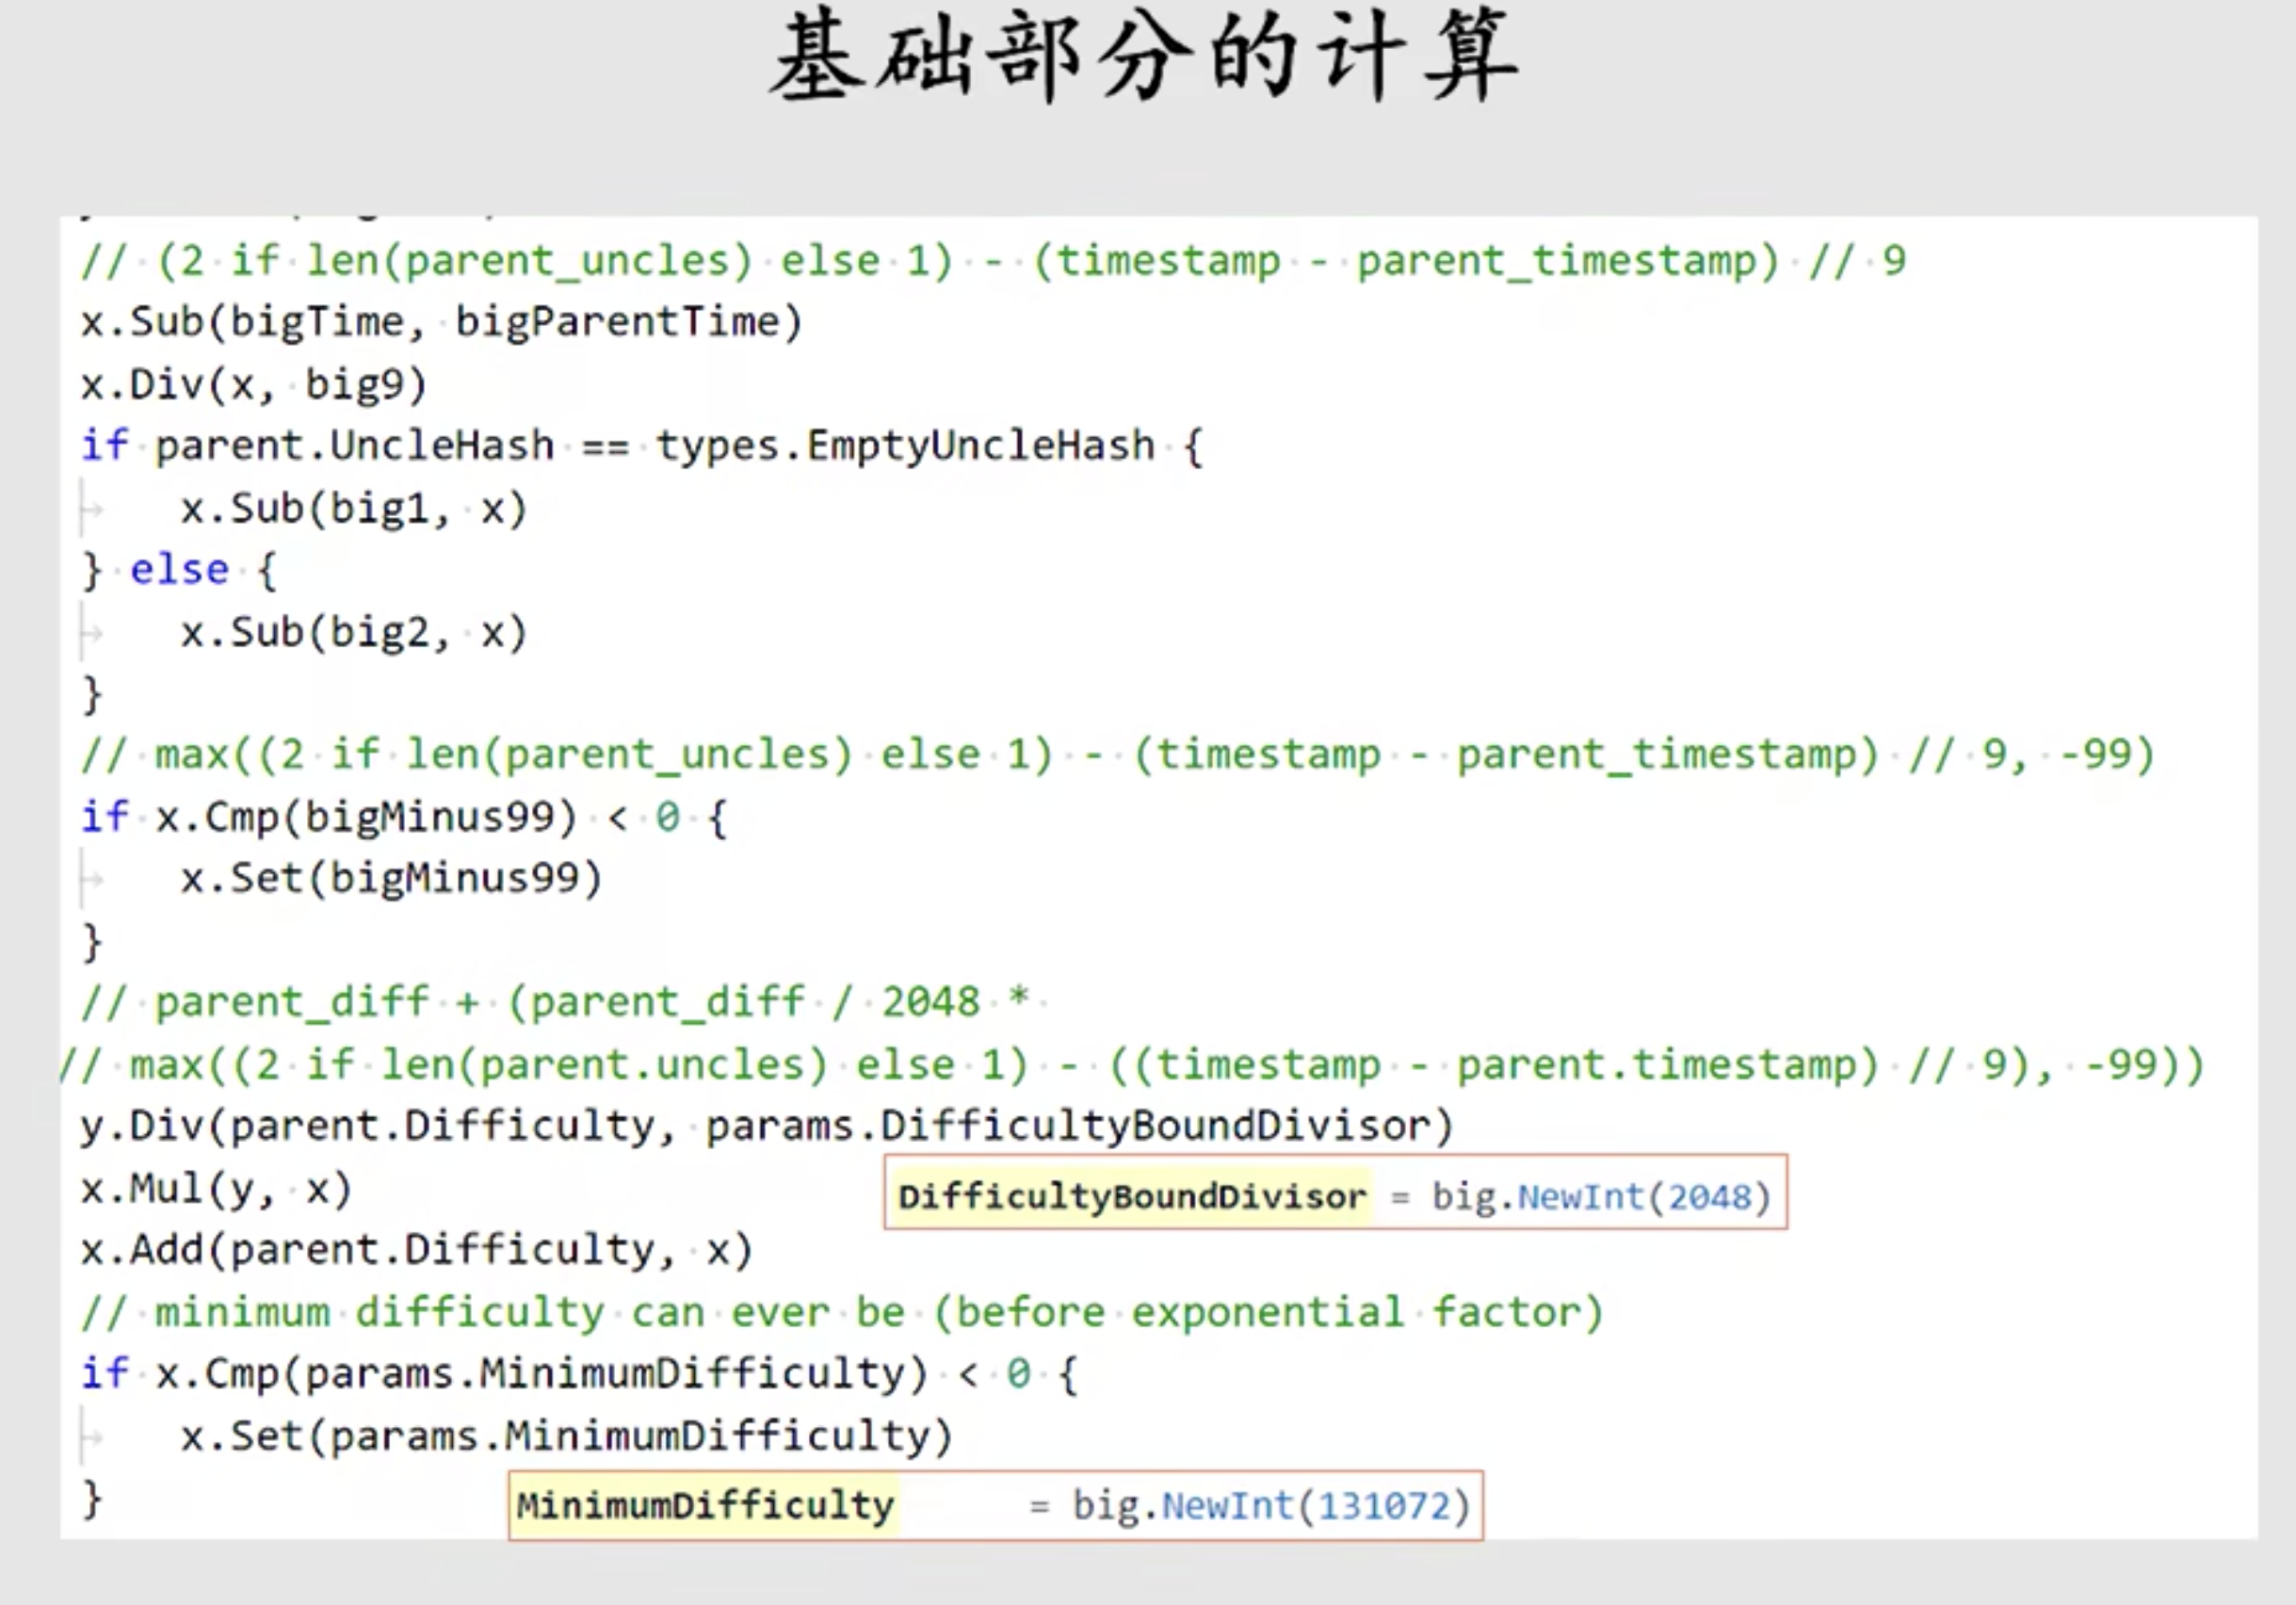 基础部分的计算
// (2 if len(parent_uncles) else 1) - (timestamp - parent_timestamp) // 9
x.Sub(bigTime, bigParentTime)
x.Div(x, big9)
if parent.UncleHash == types.EmptyUncleHash {
x.Sub(big1, x)
} else {
x.Sub(big2, x)
}
// max((2 if len(parent_uncles) else 1) - (timestamp - parent_timestamp) // 9, -99)
if x.Cmp(bigMinus99) < 0 {
x.Set(bigMinus99)
}
// parent_diff + (parent_diff / 2048 *
// max((2 if len(parent.uncles) else 1) - ((timestamp - parent.timestamp) // 9), -99))
y.Div(parent.Difficulty, params.DifficultyBoundDivisor)
x.Mul(y, x)
DifficultyBoundDivisor = big.NewInt(2048)
x.Add(parent.Difficulty, x)
// minimum difficulty can ever be (before exponential factor)
if x.Cmp(params.MinimumDifficulty) < 0 {
x.Set(params.MinimumDifficulty)
}
MinimumDifficulty = big.NewInt(131072)